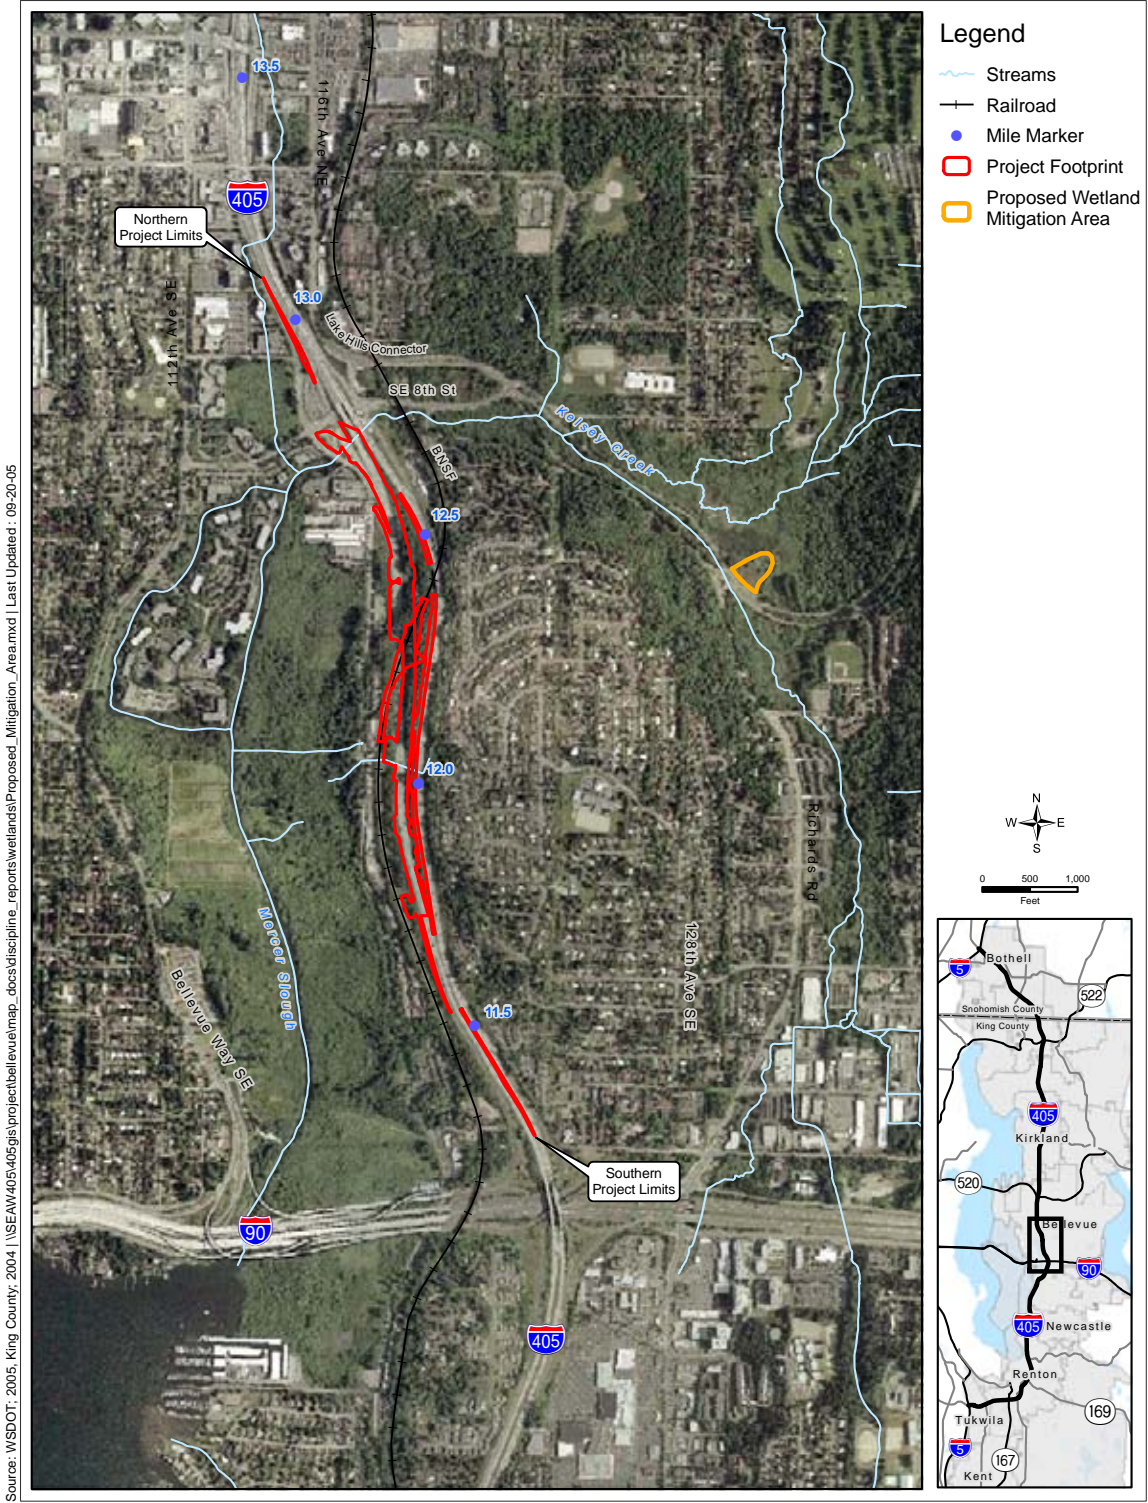 Legend
Streams
Railroad
Mile Marker
Project Footprint
Proposed Wetland
Mitigation Area
13.5
116th Ave NE
405
Northern
Project Limits
112th Ave SE
13.0
Lake Hills Connector
SE 8th St
Kelsey Creek
BNSF
12.5
12.0
Richards Rd
Mercer Slough
128th Ave SE
Bellevue Way SE
11.5
Southern
Project Limits
90
405
N
W
E
S
0 500 1,000
Feet
Bothell
5
522
Snohomish County
King County
405
Kirkland
520
Bellevue
90
405
Newcastle
Renton
169
Tukwila
5
167
Kent
Source: WSDOT; 2005, King County; 2004 | \\SEAW405\405gis\project\bellevue\map_docs\discipline_reports\wetlands\Proposed_Mitigation_Area.mxd | Last Updated : 09-20-05